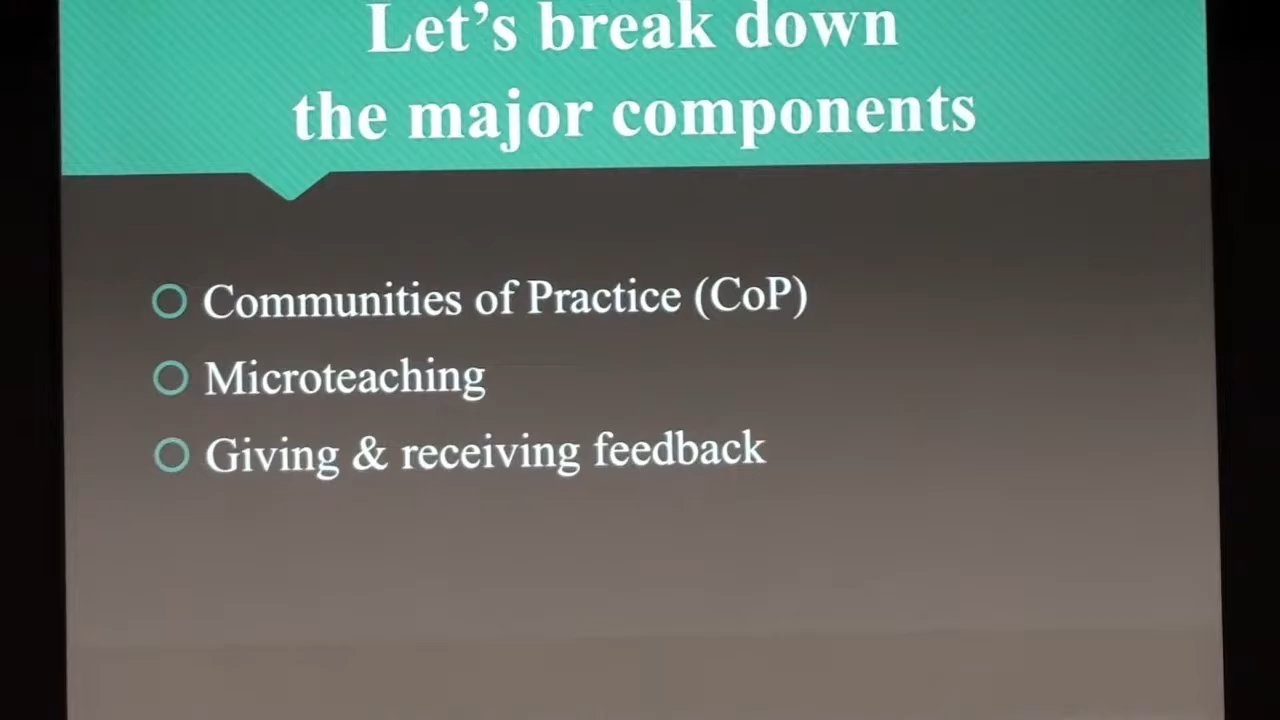 Let’s break down
the major components
Communities of Practice (CoP)
Microteaching
Giving & receiving feedback